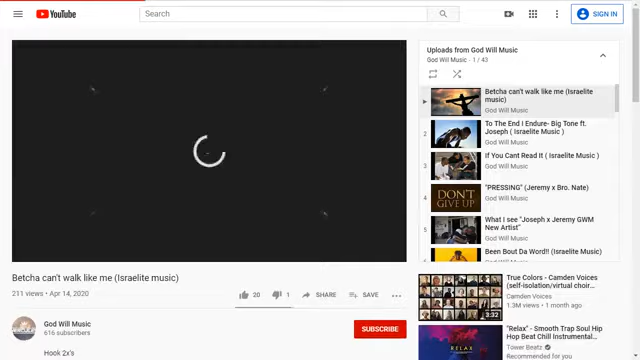 YouTube
Search
SIGN IN
Uploads from God Will Music
God Will Music - 1 / 43
Betcha can't walk like me (Israelite
music)
God Will Music
2
To The End I Endure- Big Tone ft.
Joseph ( Israelite Music )
God Will Music
3
If You Cant Read It ( Israelite Music )
God Will Music
4
DON'T
GIVE UP
"PRESSING" (Jeremy x Bro. Nate)
God Will Music
5
What I see "Joseph x Jeremy GWM
New Artist"
God Will Music
Been Bout Da Word!! (Israelite Music)
Betcha can't walk like me (Israelite music)
211 views • Apr 14, 2020
20
1
SHARE
SAVE
God Will Music
616 subscribers
SUBSCRIBE
Hook 2x's
3:32
True Colors - Camden Voices
(self-isolation/virtual choir...
Camden Voices
1.3M views • 1 month ago
RELAX
"Relax" - Smooth Trap Soul Hip
Hop Beat Chill Instrumental...
Tower Beatz
Recommended for you